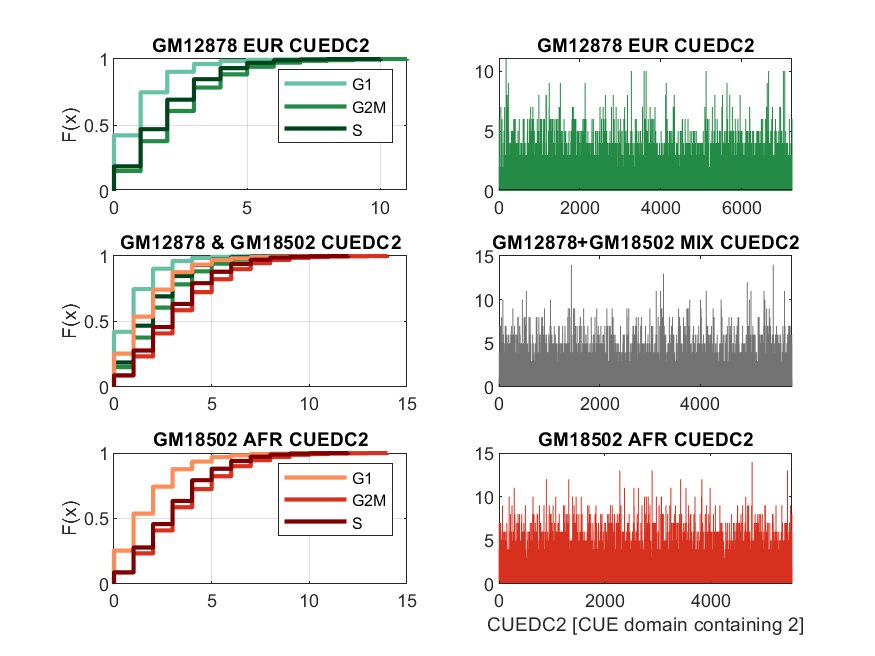 GM12878 EUR CUEDC2
1
0.5
0
F(x)
0 5 10
G1
G2M
S
GM12878 EUR CUEDC2
10
5
0
0 2000 4000 6000
GM12878 & GM18502 CUEDC2
1
0.5
0
F(x)
0 5 10 15
GM12878+GM18502 MIX CUEDC2
15
10
5
0
0 2000 4000
GM18502 AFR CUEDC2
1
0.5
0
F(x)
0 5 10 15
G1
G2M
S
GM18502 AFR CUEDC2
15
10
5
0
0 2000 4000
CUEDC2 [CUE domain containing 2]